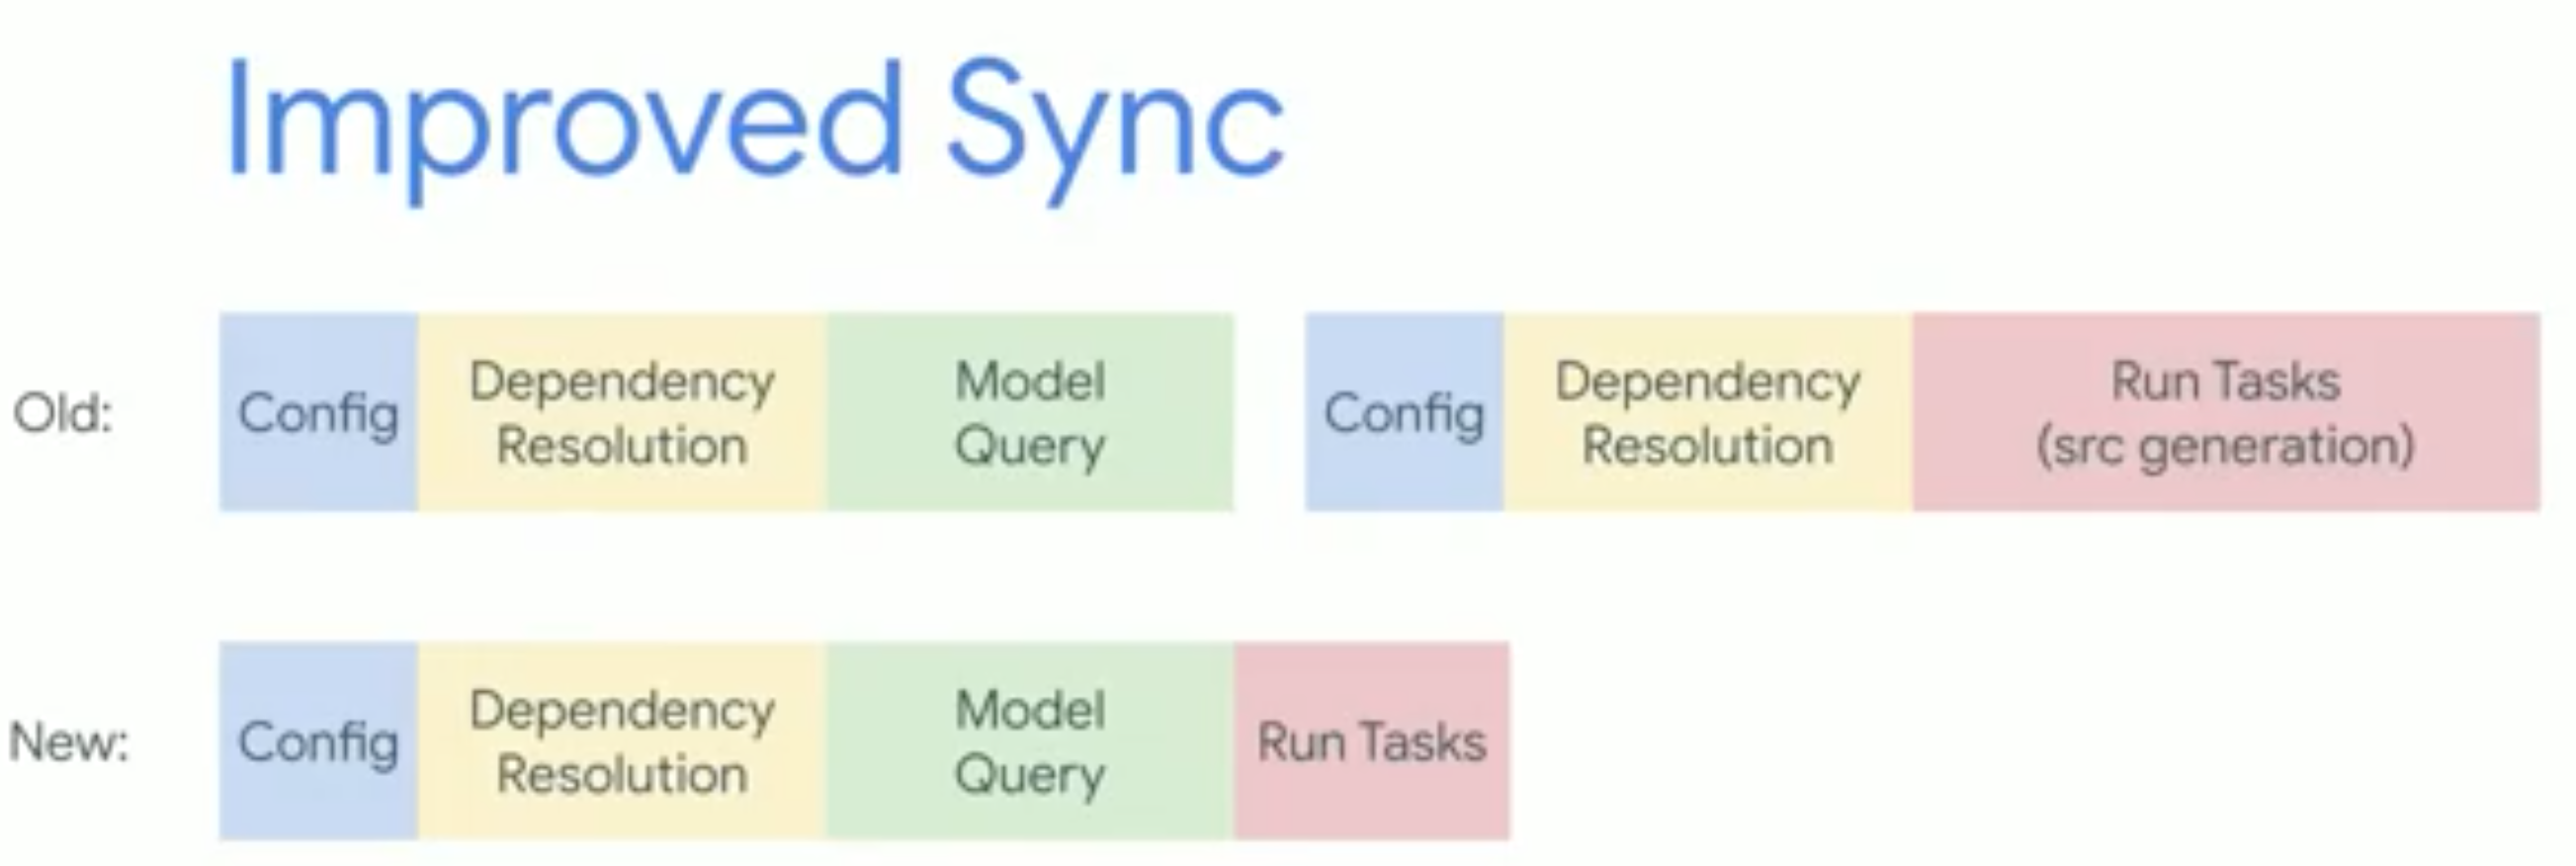 Improved Sync
Old:
Config
Dependency
Resolution
Model
Query
Config
Dependency
Resolution
Run Tasks
(src generation)
New:
Config
Dependency
Resolution
Model
Query
Run Tasks